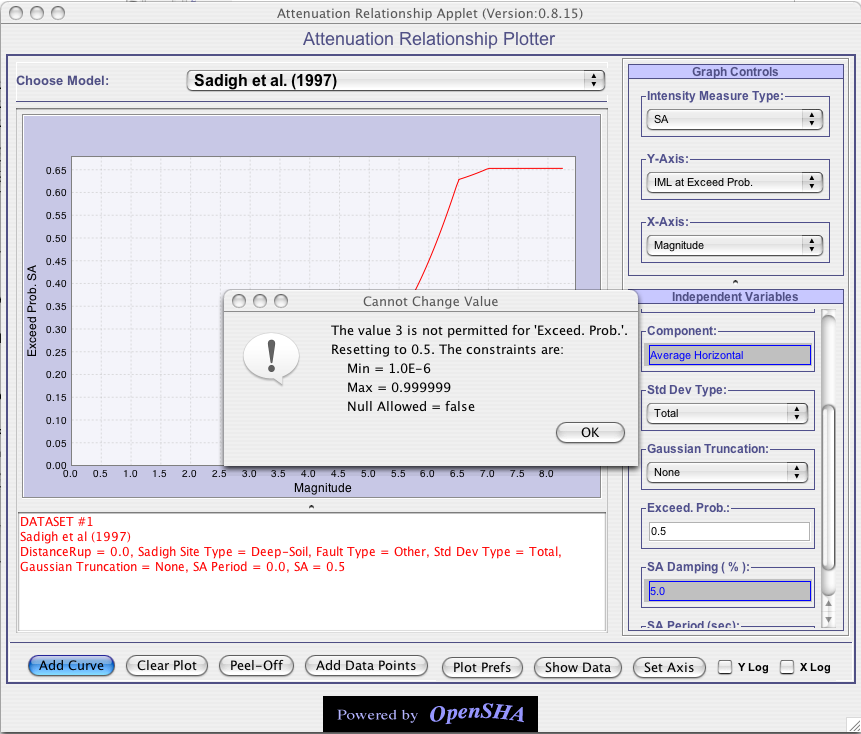 Attenuation Relationship Applet (Version:0.8.15)
Attenuation Relationship Plotter
Choose Model:
Sadigh et al. (1997)
Exceed Prob. SA
0.65
0.60
0.55
0.50
0.45
0.40
0.35
0.30
0.25
0.20
0.15
0.10
0.05
0.00
0.0 0.5 1.0 1.5 2.0 2.5 3.0 3.5 4.0 4.5 5.0 5.5 6.0 6.5 7.0 7.5 8.0
Magnitude
DATASET #1
Sadigh et al (1997)
DistanceRup = 0.0, Sadigh Site Type = Deep-Soil, Fault Type = Other, Std Dev Type = Total,
Gaussian Truncation = None, SA Period = 0.0, SA = 0.5
Cannot Change Value
The value 3 is not permitted for 'Exceed. Prob.'.
Resetting to 0.5. The constraints are:
Min = 1.0E-6
Max = 0.999999
Null Allowed = false
OK
Graph Controls
Intensity Measure Type:
SA
Y-Axis:
IML at Exceed Prob.
X-Axis:
Magnitude
Independent Variables
Component:
Average Horizontal
Std Dev Type:
Total
Gaussian Truncation:
None
Exceed. Prob.:
0.5
SA Damping ( % ):
5.0
SA Period (sec):
Add Curve
Clear Plot
Peel-Off
Add Data Points
Plot Prefs
Show Data
Set Axis
Y Log
X Log
Powered by OpenSHA